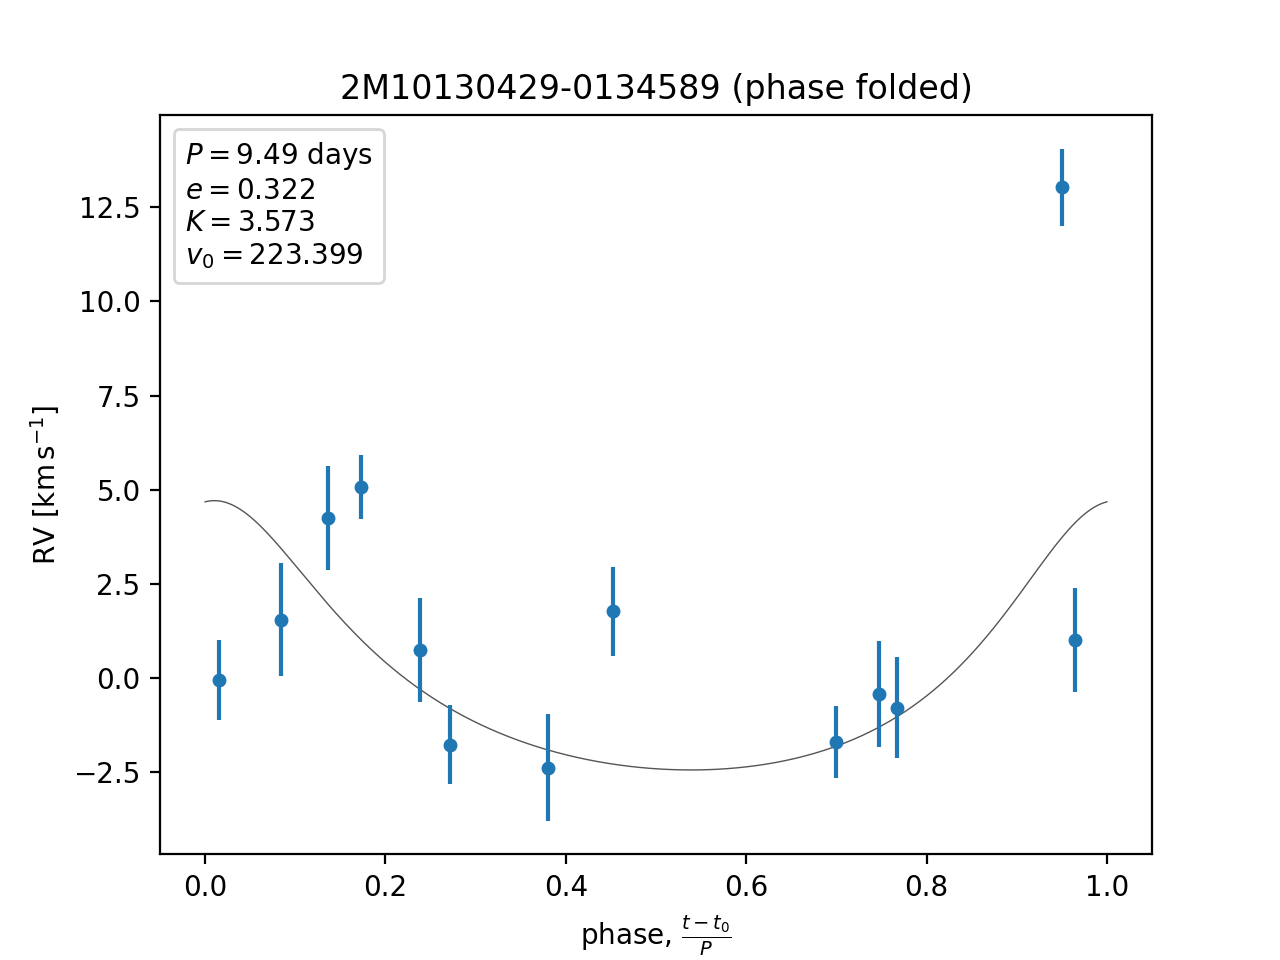 2M10130429-0134589 (phase folded)
P = 9.49 days
e = 0.322
K = 3.573
v₀ = 223.399
12.5
10.0
7.5
5.0
2.5
0.0
−2.5
RV [km s⁻¹]
0.0 0.2 0.4 0.6 0.8 1.0
phase, (t − t₀)/P